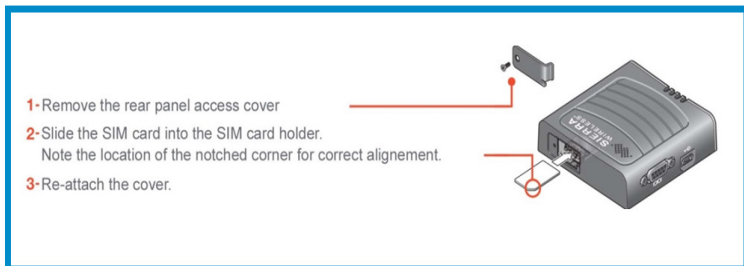 1-Remove the rear panel access cover
2-Slide the SIM card into the SIM card holder.
Note the location of the notched corner for correct alignement.
3-Re-attach the cover.
SIERRA
WIRELESS